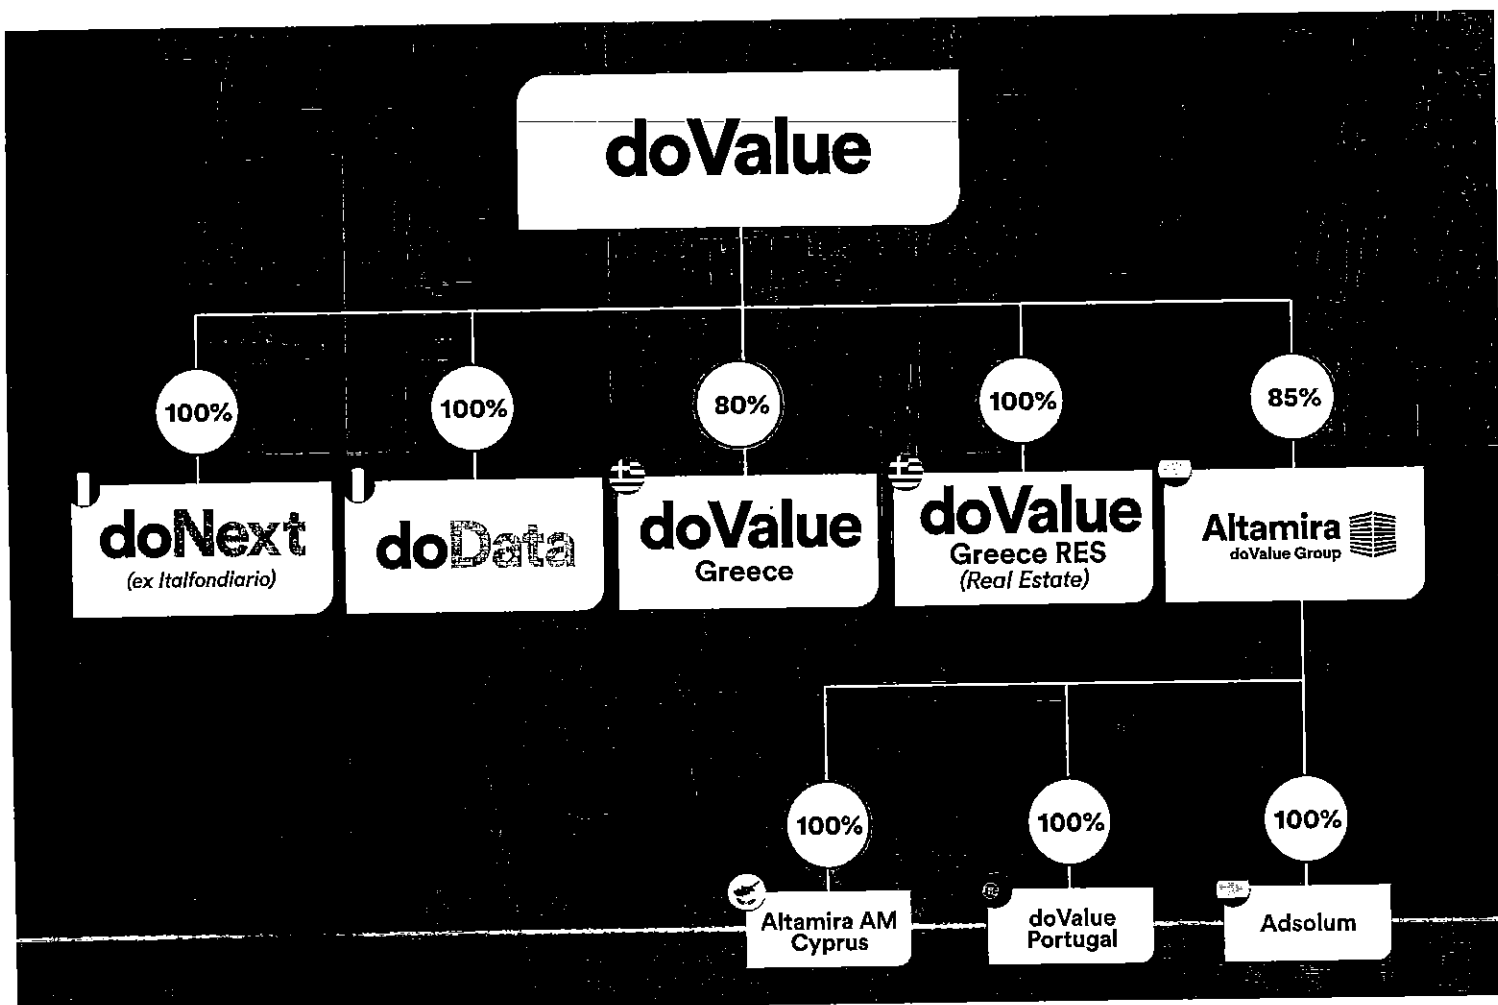 doValue
100%
100%
80%
100%
85%
doNext
(ex Italfondiario)
doData
doValue
Greece
doValue
Greece RES
(Real Estate)
Altamira
doValue Group
100%
100%
100%
Altamira AM
Cyprus
doValue
Portugal
Adsolum